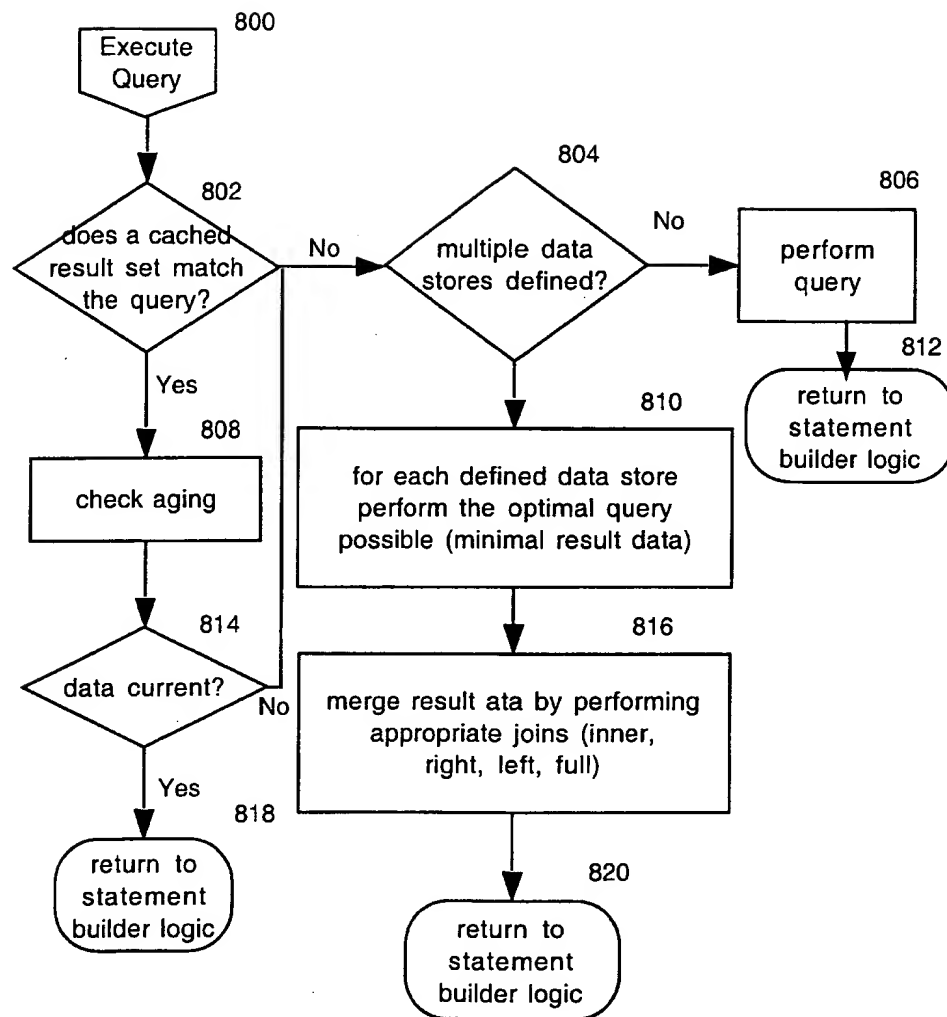 800
Execute
Query
802
does a cached
result set match
the query?
No
804
multiple data
stores defined?
No
806
perform
query
812
return to
statement
builder logic
Yes
808
check aging
810
for each defined data store
perform the optimal query
possible (minimal result data)
814
data current?
No
816
merge result ata by performing
appropriate joins (inner,
right, left, full)
Yes
818
return to
statement
builder logic
820
return to
statement
builder logic